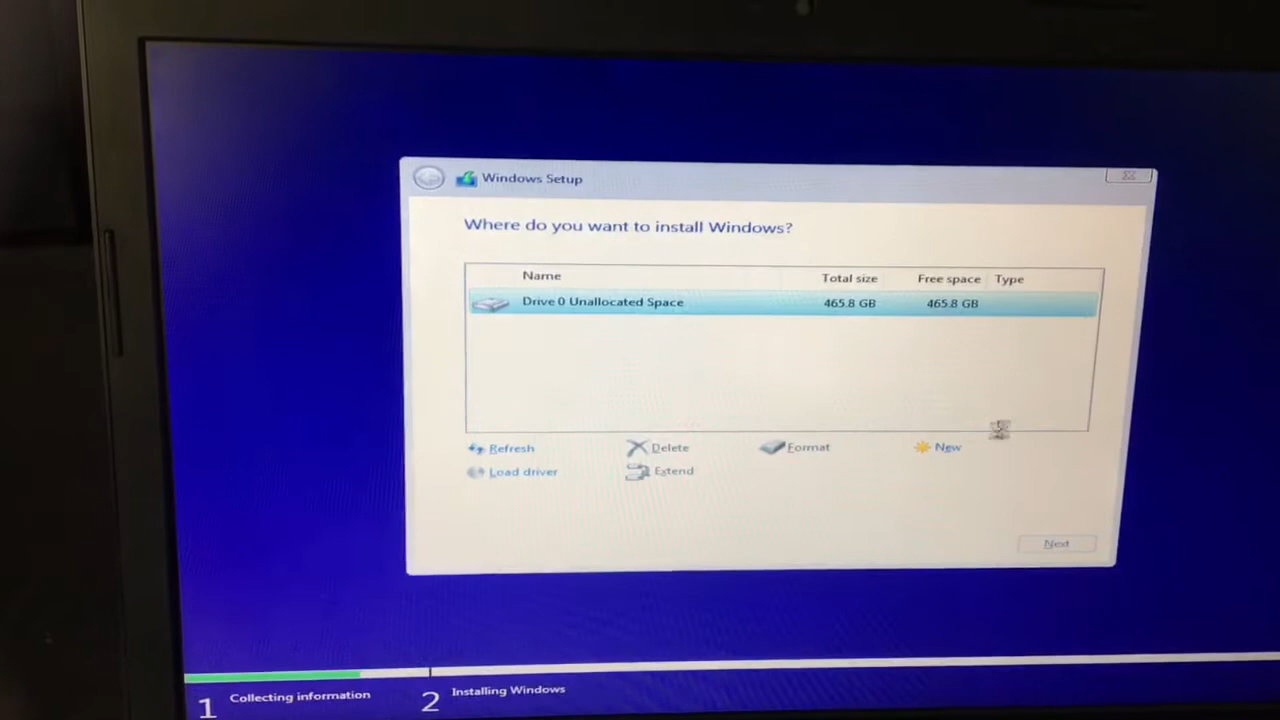 Windows Setup
Where do you want to install Windows?
Name Total size Free space Type
Drive 0 Unallocated Space 465.8 GB 465.8 GB
Refresh Delete Format New
Load driver Extend
Next
1 Collecting information 2 Installing Windows